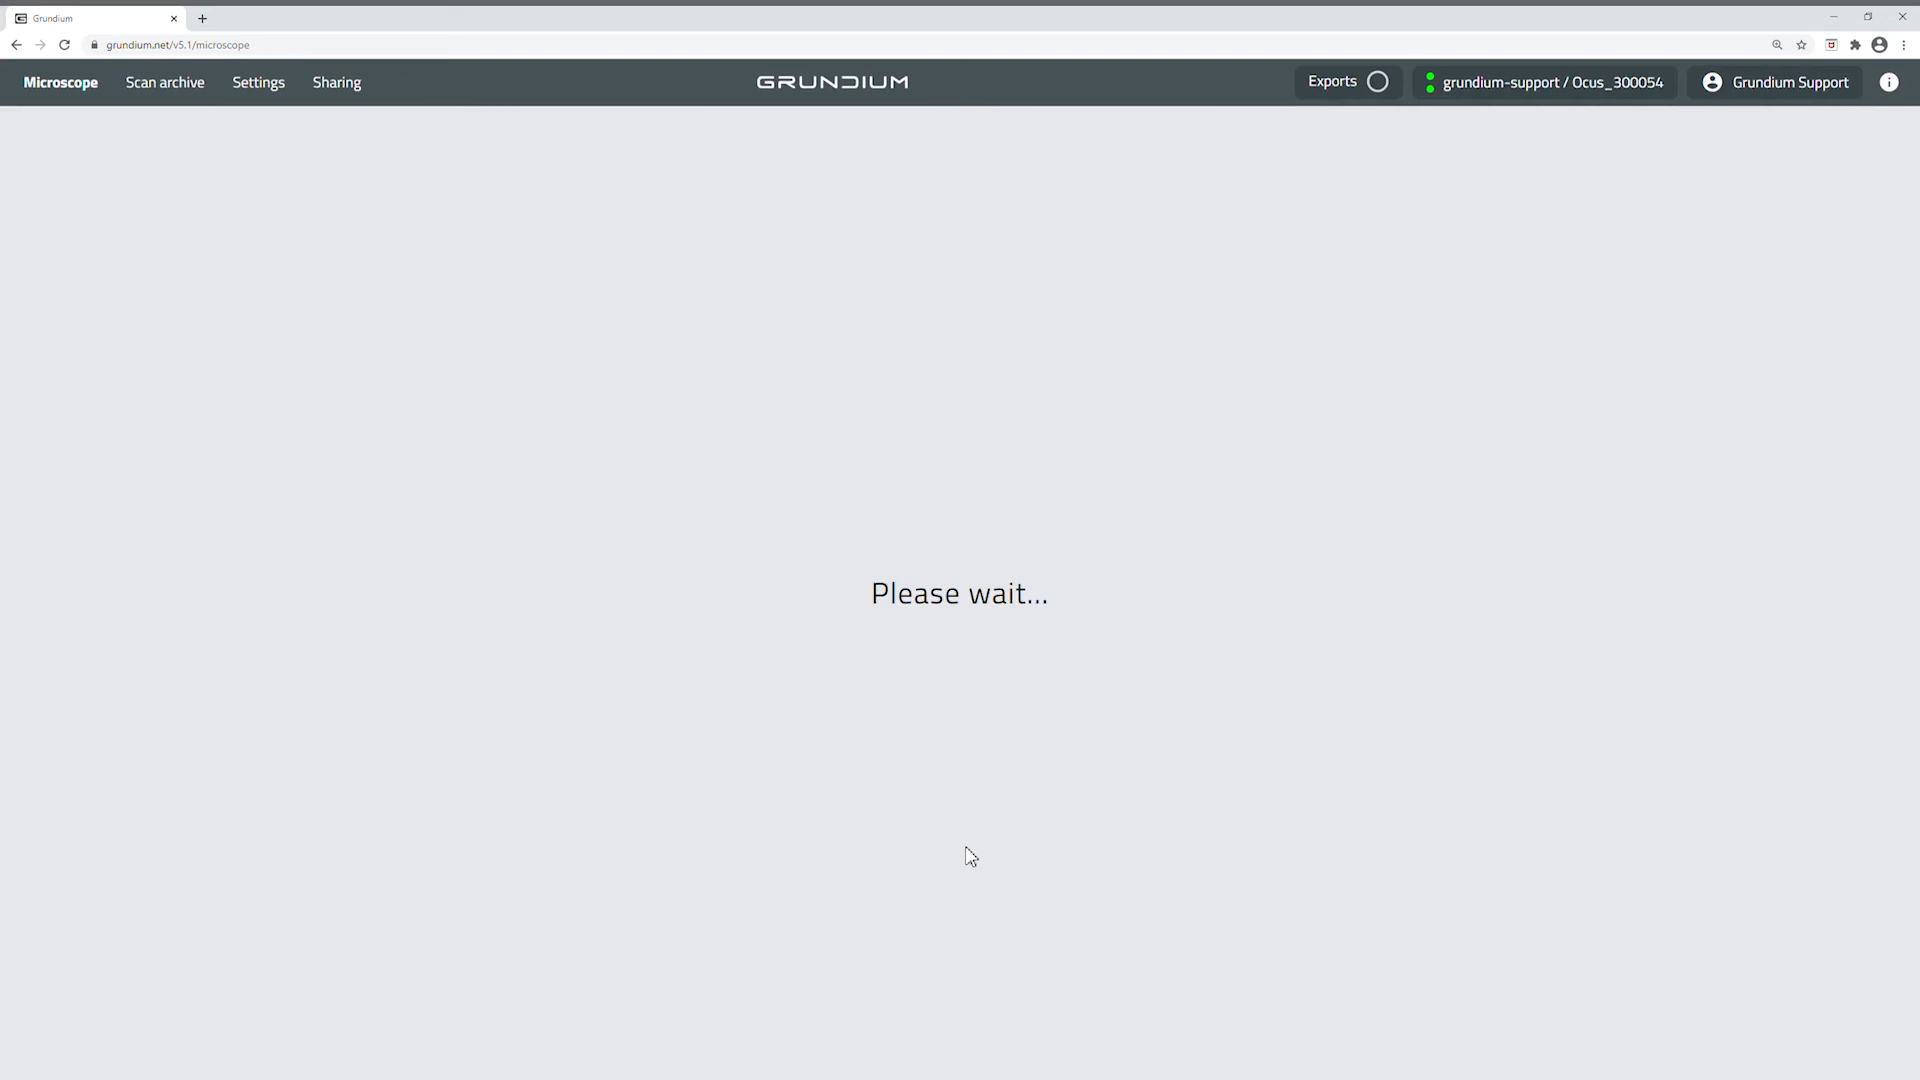 Grundium
grundium.net/v5.1/microscope
Microscope Scan archive Settings Sharing GRUNDIUM Exports grundium-support / Ocus_300054 Grundium Support
Please wait...